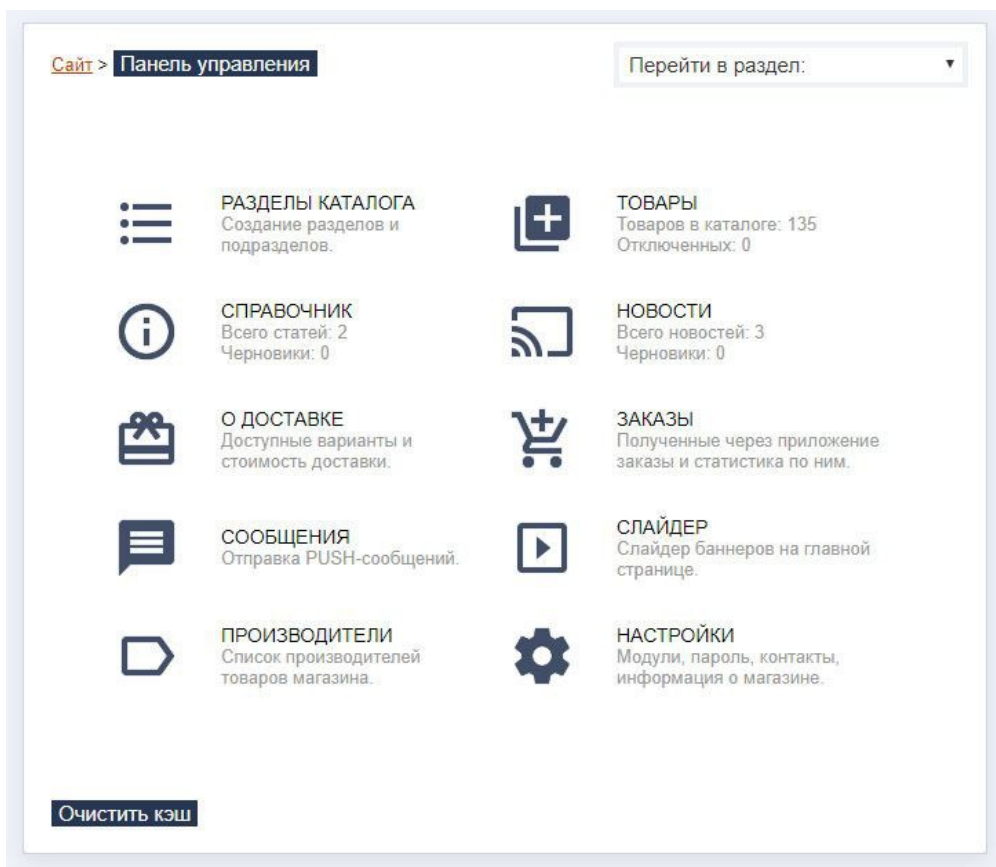 Сайт > Панель управления
Перейти в раздел:
РАЗДЕЛЫ КАТАЛОГА
Создание разделов и
подразделов.
ТОВАРЫ
Товаров в каталоге: 135
Отключенных: 0
СПРАВОЧНИК
Всего статей: 2
Черновики: 0
НОВОСТИ
Всего новостей: 3
Черновики: 0
О ДОСТАВКЕ
Доступные варианты и
стоимость доставки.
ЗАКАЗЫ
Полученные через приложение
заказы и статистика по ним.
СООБЩЕНИЯ
Отправка PUSH-сообщений.
СЛАЙДЕР
Слайдер баннеров на главной
странице.
ПРОИЗВОДИТЕЛИ
Список производителей
товаров магазина.
НАСТРОЙКИ
Модули, пароль, контакты,
информация о магазине.
Очистить кэш